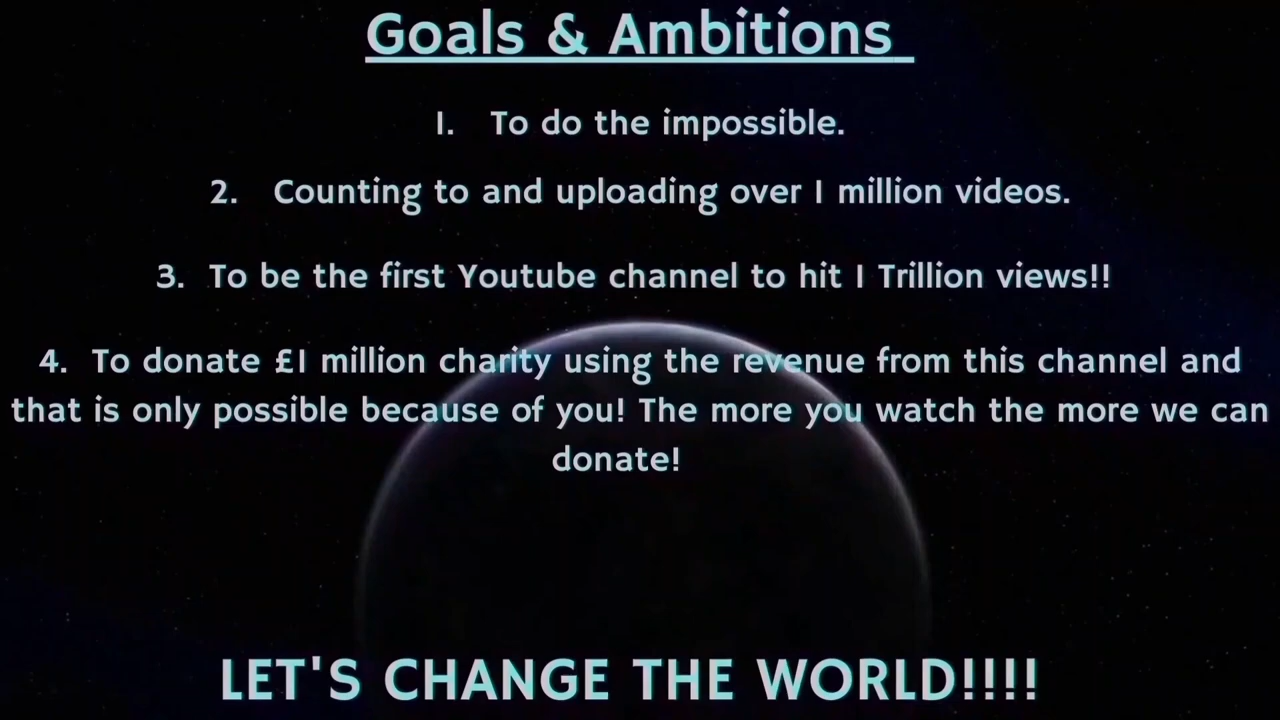 Goals & Ambitions
1. To do the impossible.
2. Counting to and uploading over 1 million videos.
3. To be the first Youtube channel to hit 1 Trillion views!!
4. To donate £1 million charity using the revenue from this channel and
that is only possible because of you! The more you watch the more we can
donate!
LET'S CHANGE THE WORLD!!!!